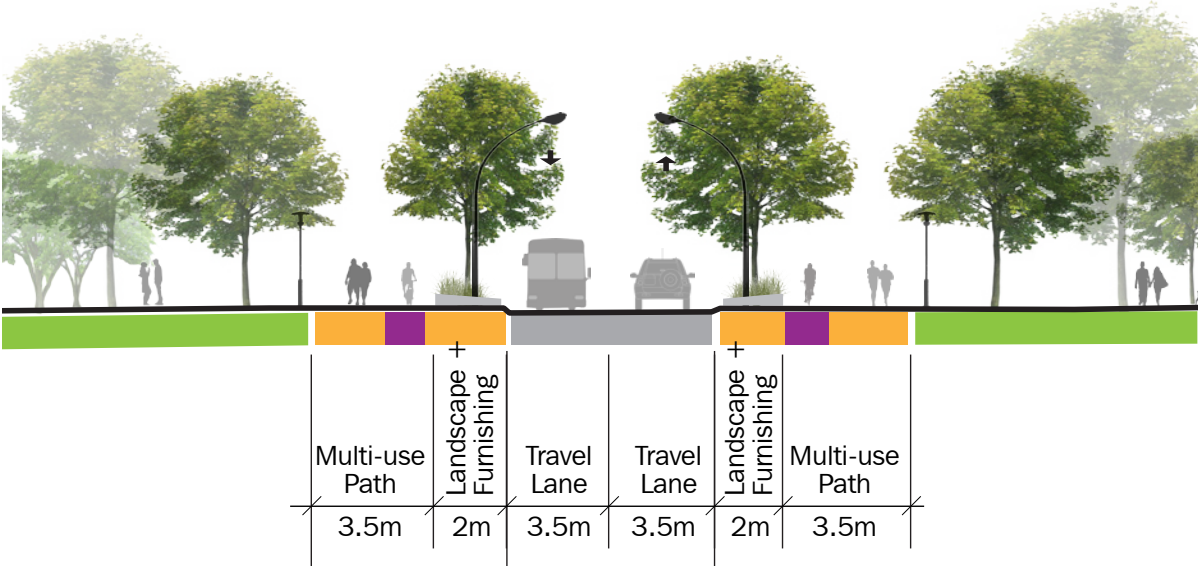 Multi-use
Path
Landscape +
Furnishing
Travel
Lane
Travel
Lane
Landscape +
Furnishing
Multi-use
Path
3.5m
2m
3.5m
3.5m
2m
3.5m